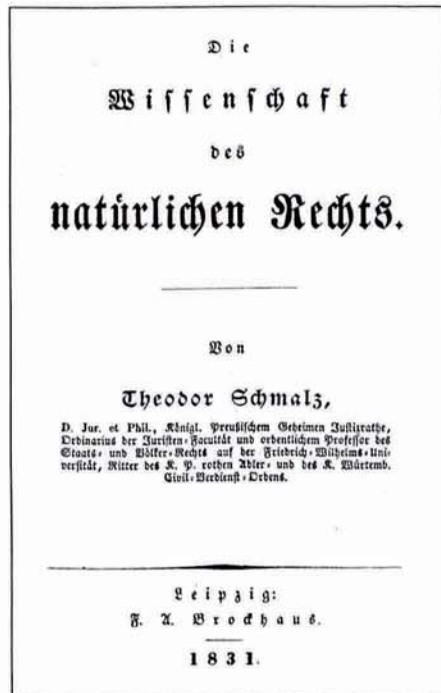 Die
Wissenschaft
des
natürlichen Rechts.
Von
Theodor Schmalz,
D. Jur. et Phil., Königl. Preußischem Geheimen Justizrathe,
Ordinarius der Juristen-Facultät und ordentlichem Professor des
Staats- und Völker-Rechts auf der Friedrich-Wilhelms-Uni-
versität, Ritter des K. P. rothen Adler- und des K. Würtemb.
Civil-Verdienst-Ordens.
Leipzig:
F. A. Brockhaus.
1831.